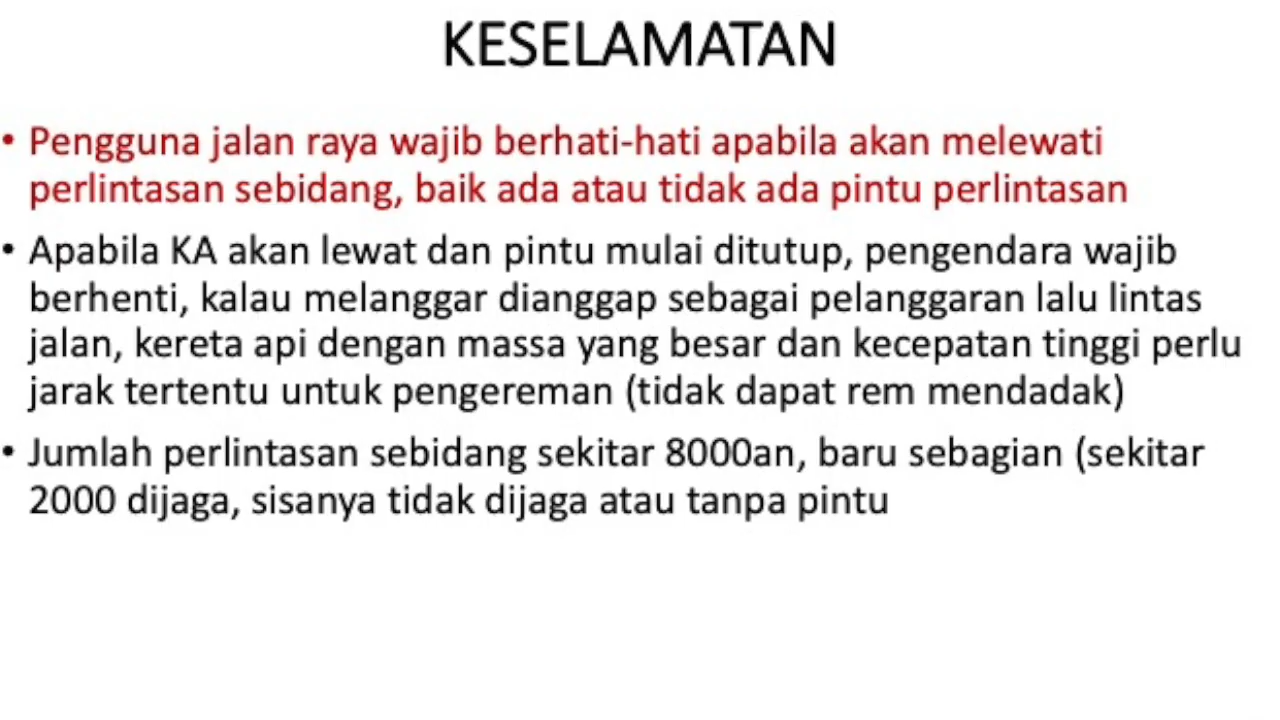 KESELAMATAN
• Pengguna jalan raya wajib berhati-hati apabila akan melewati
perlintasan sebidang, baik ada atau tidak ada pintu perlintasan
• Apabila KA akan lewat dan pintu mulai ditutup, pengendara wajib
berhenti, kalau melanggar dianggap sebagai pelanggaran lalu lintas
jalan, kereta api dengan massa yang besar dan kecepatan tinggi perlu
jarak tertentu untuk pengereman (tidak dapat rem mendadak)
• Jumlah perlintasan sebidang sekitar 8000an, baru sebagian (sekitar
2000 dijaga, sisanya tidak dijaga atau tanpa pintu